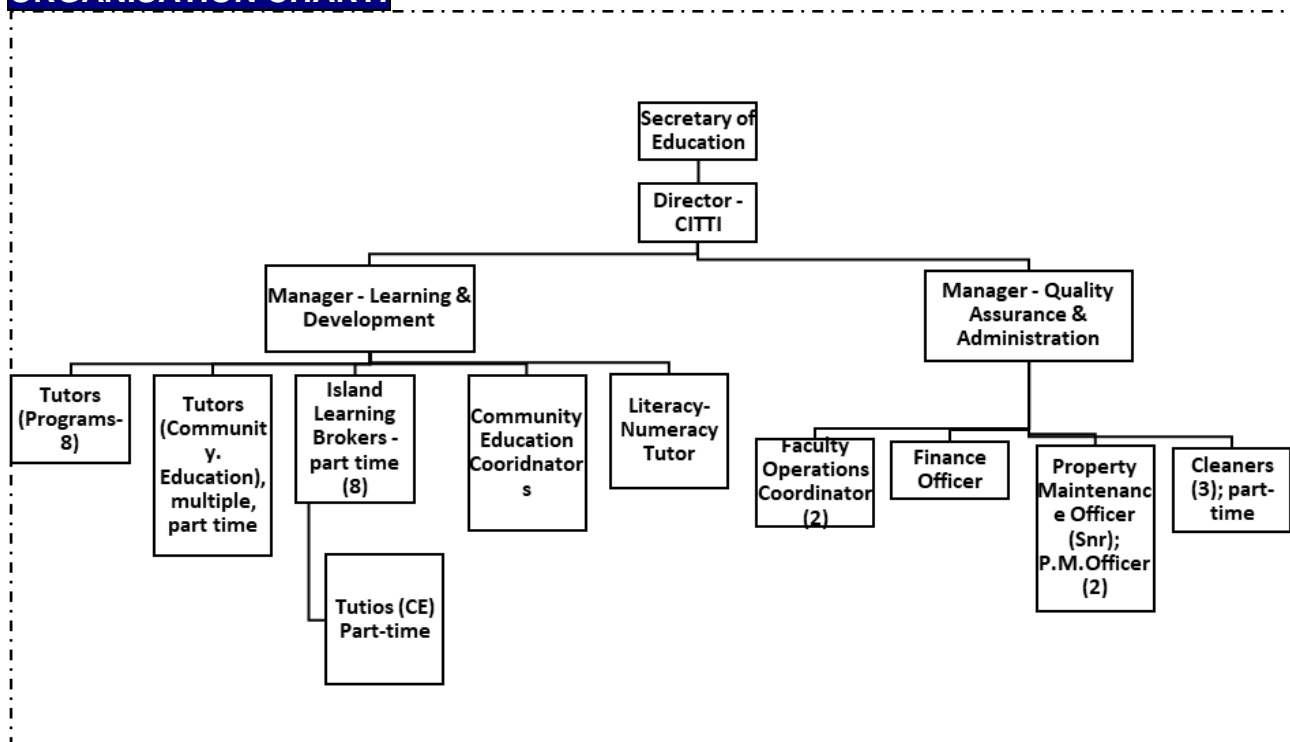 ORGANISATION CHART:
Secretary of
Education
Director -
CITTI
Manager - Learning &
Development
Manager - Quality
Assurance &
Administration
Tutors
(Programs-
8)
Tutors
(Communit
y.
Education),
multiple,
part time
Island
Learning
Brokers -
part time
(8)
Community
Education
Cooridnator
s
Literacy-
Numeracy
Tutor
Faculty
Operations
Coordinator
(2)
Finance
Officer
Property
Maintenanc
e Officer
(Snr);
P.M.Officer
(2)
Cleaners
(3); part-
time
Tutios (CE)
Part-time